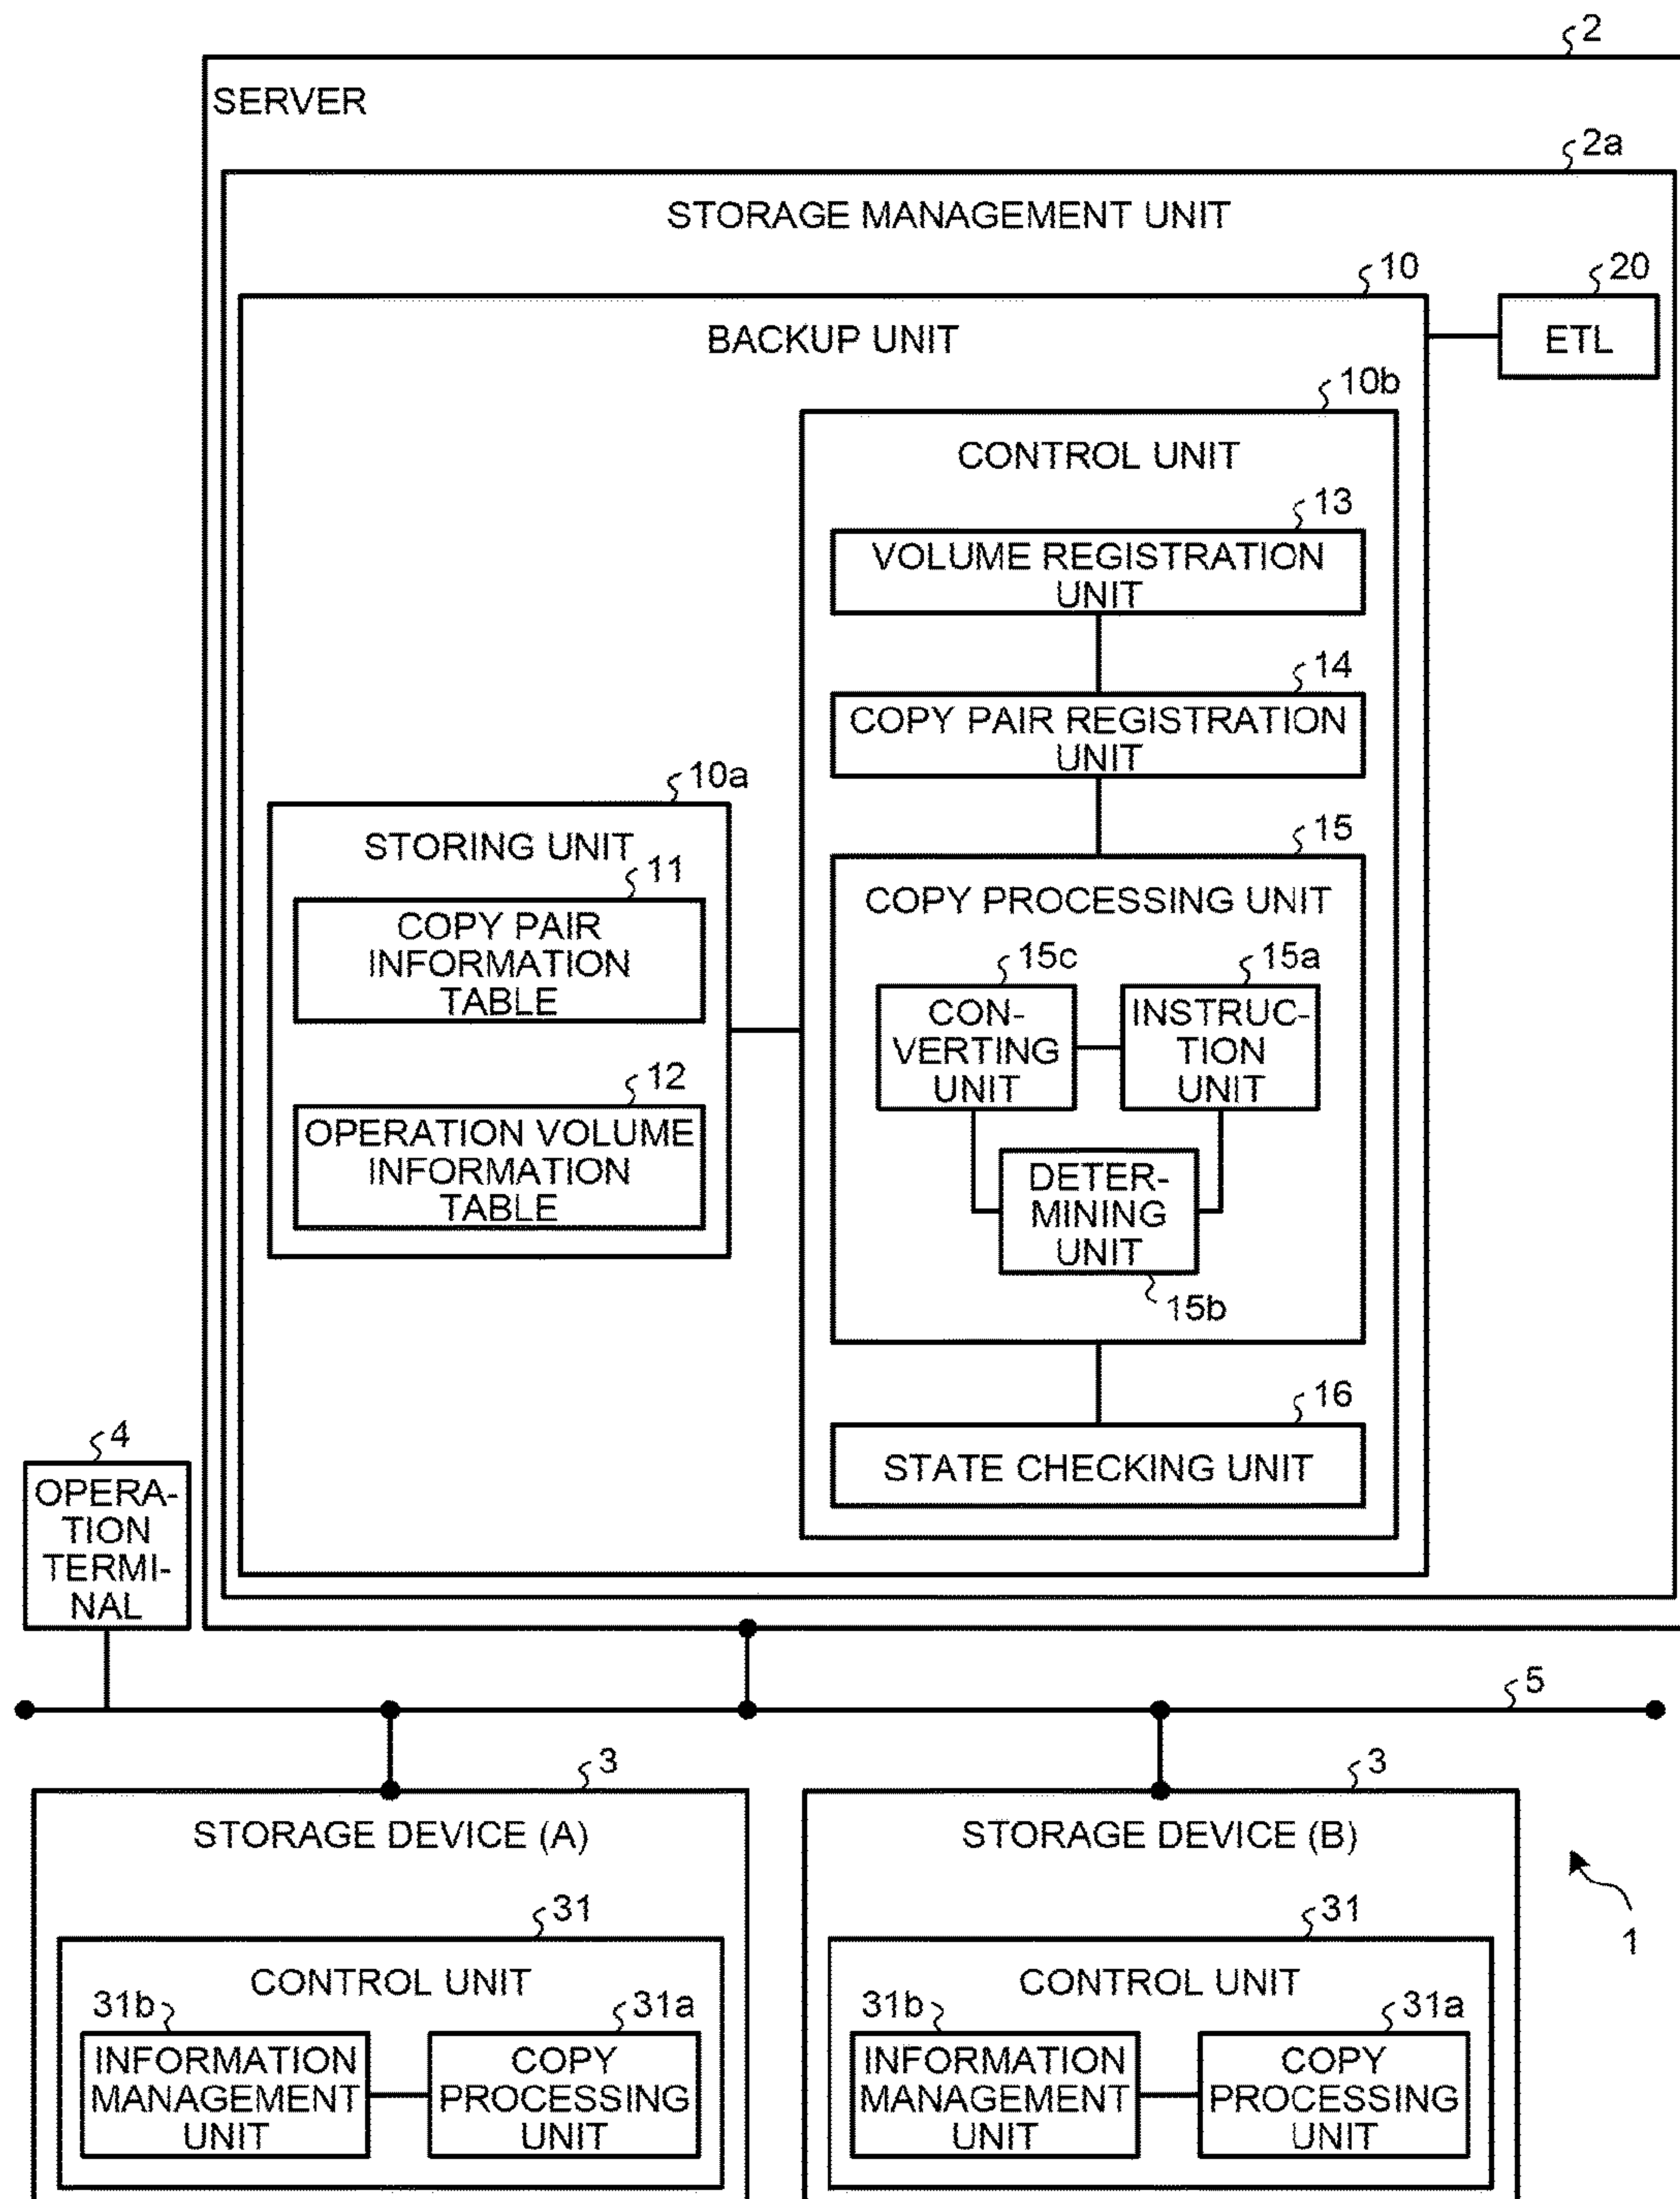 2
SERVER
2a
STORAGE MANAGEMENT UNIT
10
20
BACKUP UNIT
ETL
10b
CONTROL UNIT
13
VOLUME REGISTRATION
UNIT
14
COPY PAIR REGISTRATION
UNIT
10a
STORING UNIT
11
COPY PAIR
INFORMATION
TABLE
12
OPERATION VOLUME
INFORMATION
TABLE
15
COPY PROCESSING UNIT
15c
CON-
VERTING
UNIT
15a
INSTRUC-
TION
UNIT
DETER-
MINING
UNIT
15b
16
STATE CHECKING UNIT
4
OPERA-
TION
TERMI-
NAL
5
3
STORAGE DEVICE (A)
31
CONTROL UNIT
31b
INFORMATION
MANAGEMENT
UNIT
31a
COPY
PROCESSING
UNIT
3
STORAGE DEVICE (B)
31
CONTROL UNIT
31b
INFORMATION
MANAGEMENT
UNIT
31a
COPY
PROCESSING
UNIT
1